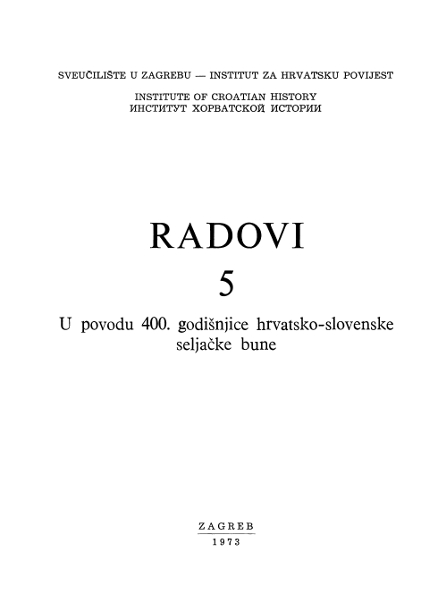 SVEUČILIŠTE U ZAGREBU — INSTITUT ZA HRVATSKU POVIJEST
INSTITUTE OF CROATIAN HISTORY
ИНСТИТУТ ХОРВАТСКОЙ ИСТОРИИ
RADOVI
5
U povodu 400. godišnjice hrvatsko-slovenske
seljačke bune
ZAGREB
1973